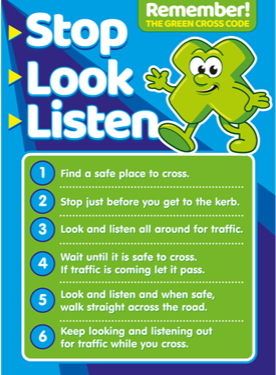 Remember!
THE GREEN CROSS CODE
Stop
Look
Listen
1 Find a safe place to cross.
2 Stop just before you get to the kerb.
3 Look and listen all around for traffic.
4 Wait until it is safe to cross.
If traffic is coming let it pass.
5 Look and listen and when safe,
walk straight across the road.
6 Keep looking and listening out
for traffic while you cross.